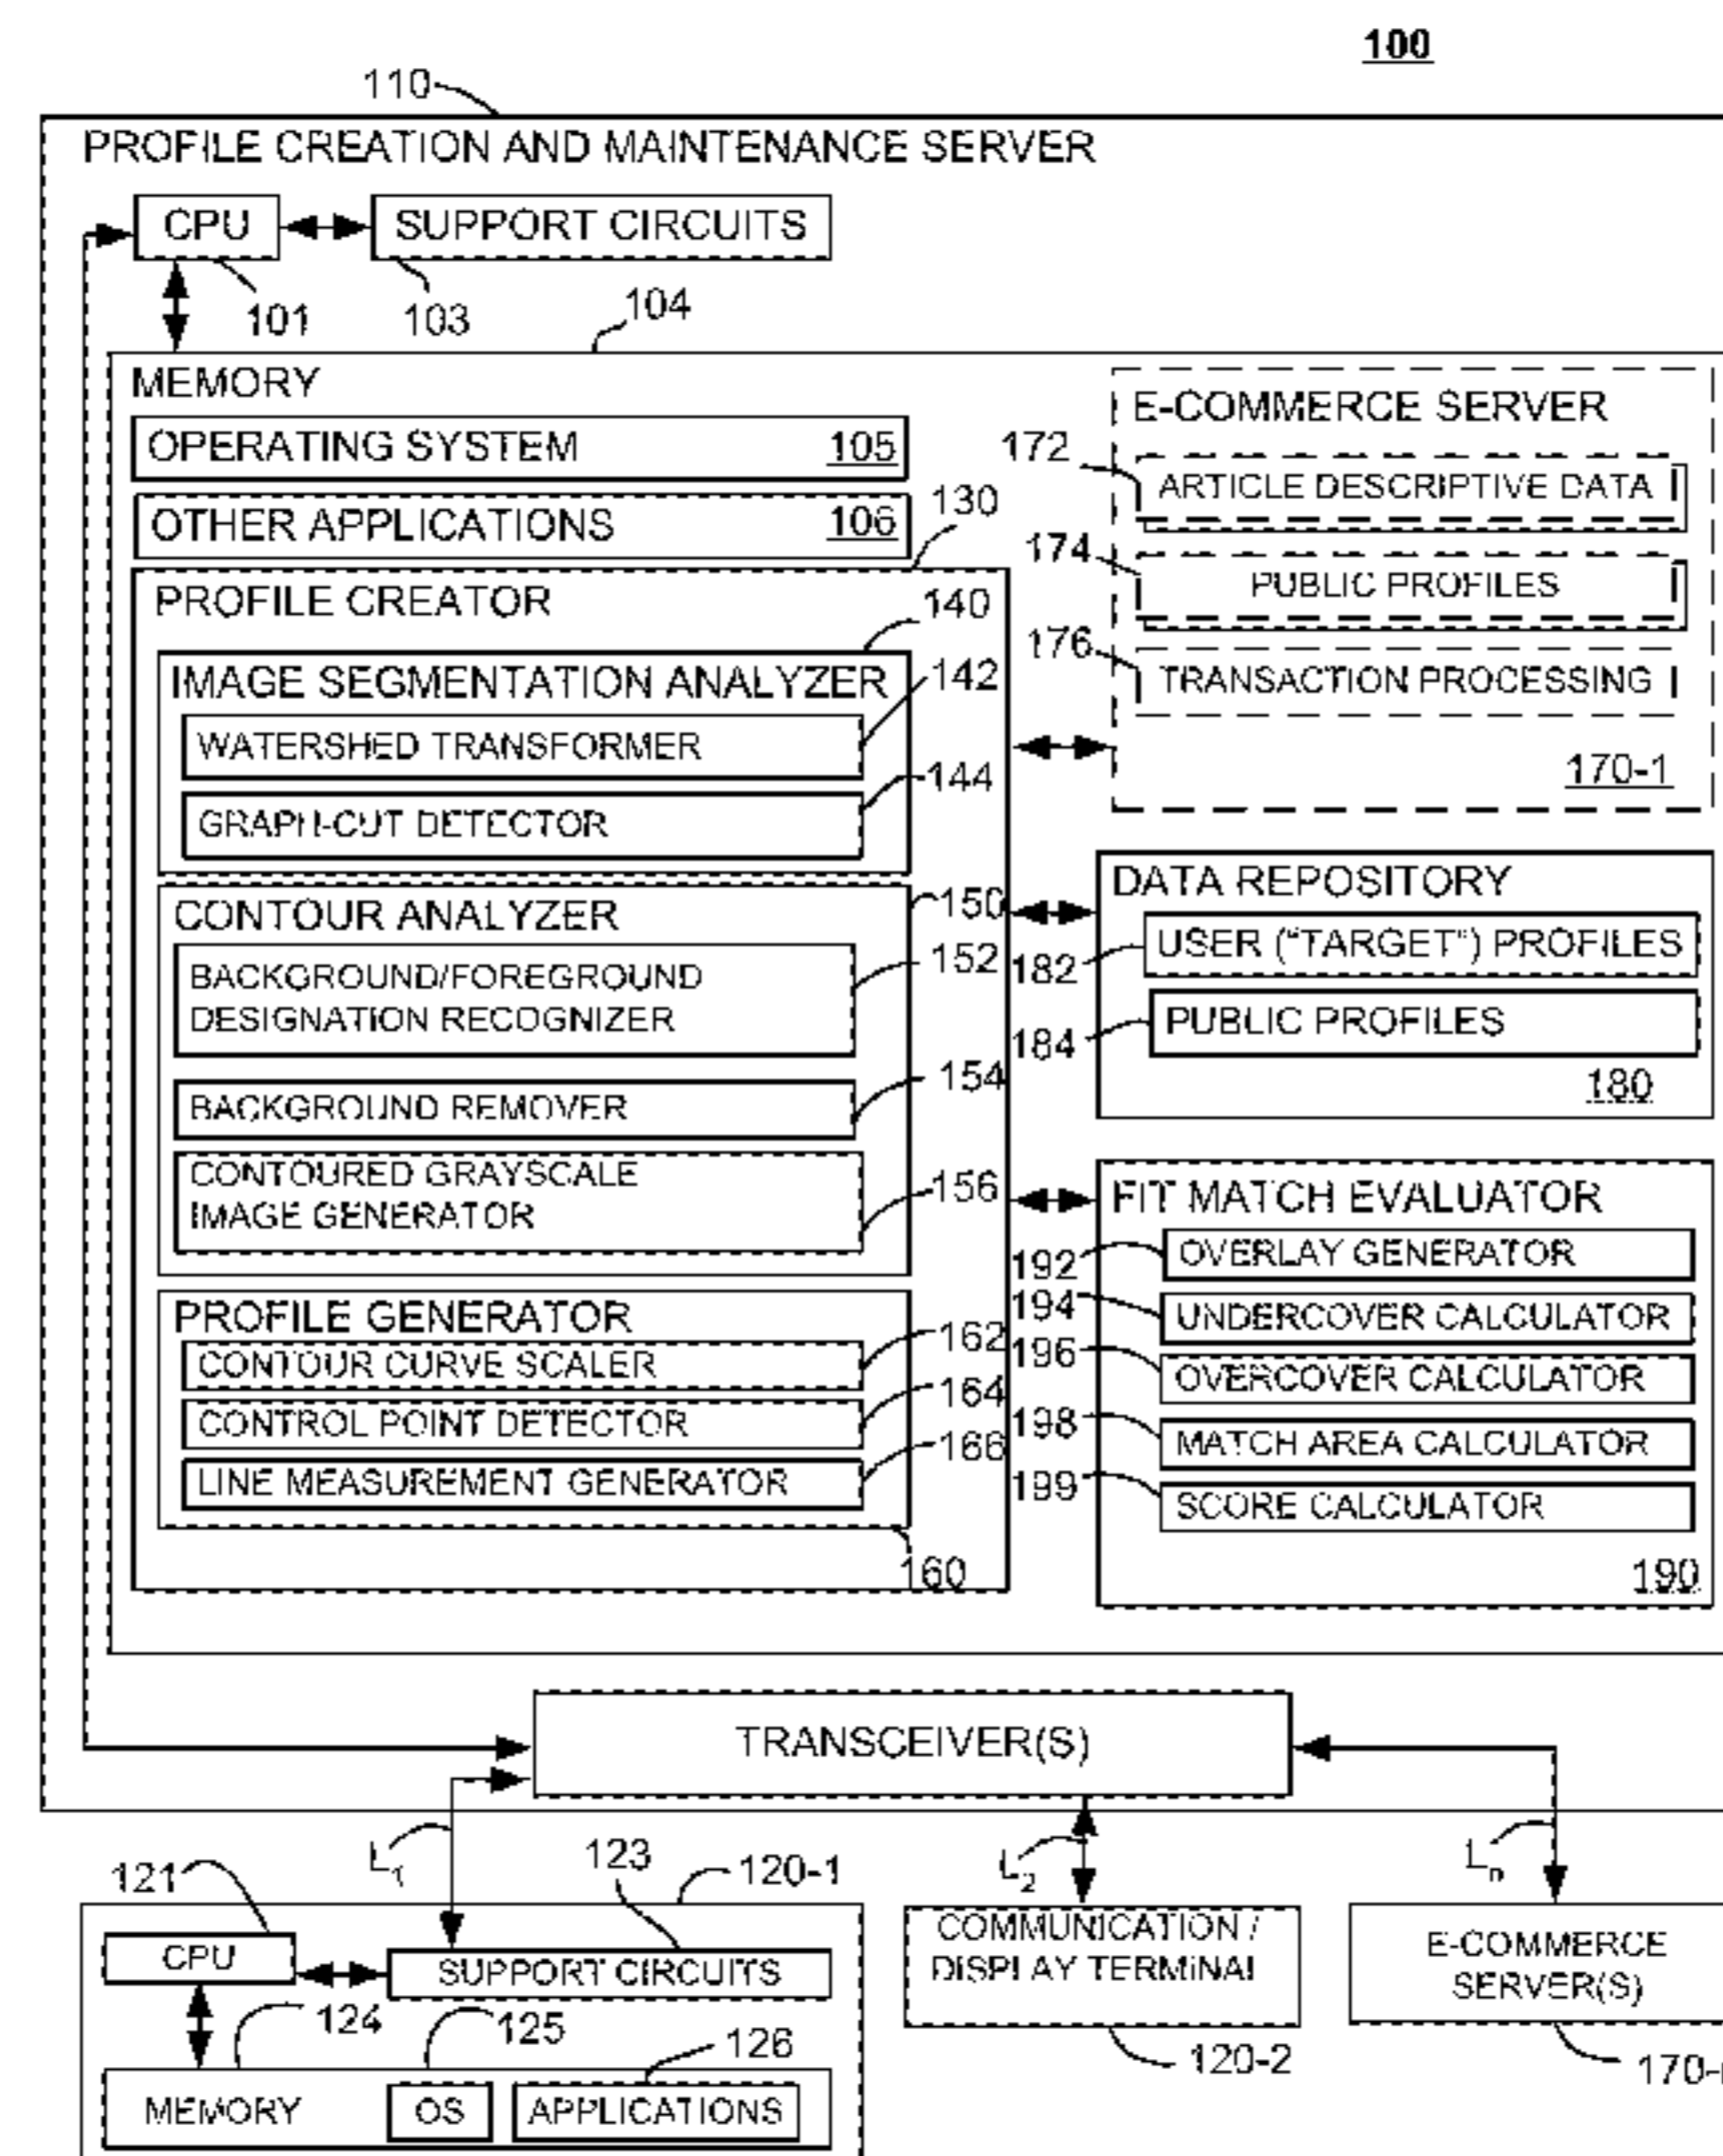 100
110
PROFILE CREATION AND MAINTENANCE SERVER
CPU
SUPPORT CIRCUITS
101
103
104
MEMORY
OPERATING SYSTEM 105
OTHER APPLICATIONS 106
130
PROFILE CREATOR
140
IMAGE SEGMENTATION ANALYZER
142
WATERSHED TRANSFORMER
144
GRAPH-CUT DETECTOR
CONTOUR ANALYZER
150
BACKGROUND/FOREGROUND
DESIGNATION RECOGNIZER
152
BACKGROUND REMOVER
154
CONTOURED GRAYSCALE
IMAGE GENERATOR
156
PROFILE GENERATOR
CONTOUR CURVE SCALER
162
CONTROL POINT DETECTOR
164
LINE MEASUREMENT GENERATOR
166
160
E-COMMERCE SERVER
172
ARTICLE DESCRIPTIVE DATA
174
PUBLIC PROFILES
176
TRANSACTION PROCESSING
170-1
DATA REPOSITORY
USER ("TARGET") PROFILES
182
PUBLIC PROFILES
184
180
FIT MATCH EVALUATOR
192
OVERLAY GENERATOR
194
UNDERCOVER CALCULATOR
196
OVERCOVER CALCULATOR
198
MATCH AREA CALCULATOR
199
SCORE CALCULATOR
190
TRANSCEIVER(S)
L1
L2
Ln
121
123
120-1
CPU
SUPPORT CIRCUITS
124
125
126
MEMORY
OS
APPLICATIONS
COMMUNICATION /
DISPLAY TERMINAL
120-2
E-COMMERCE
SERVER(S)